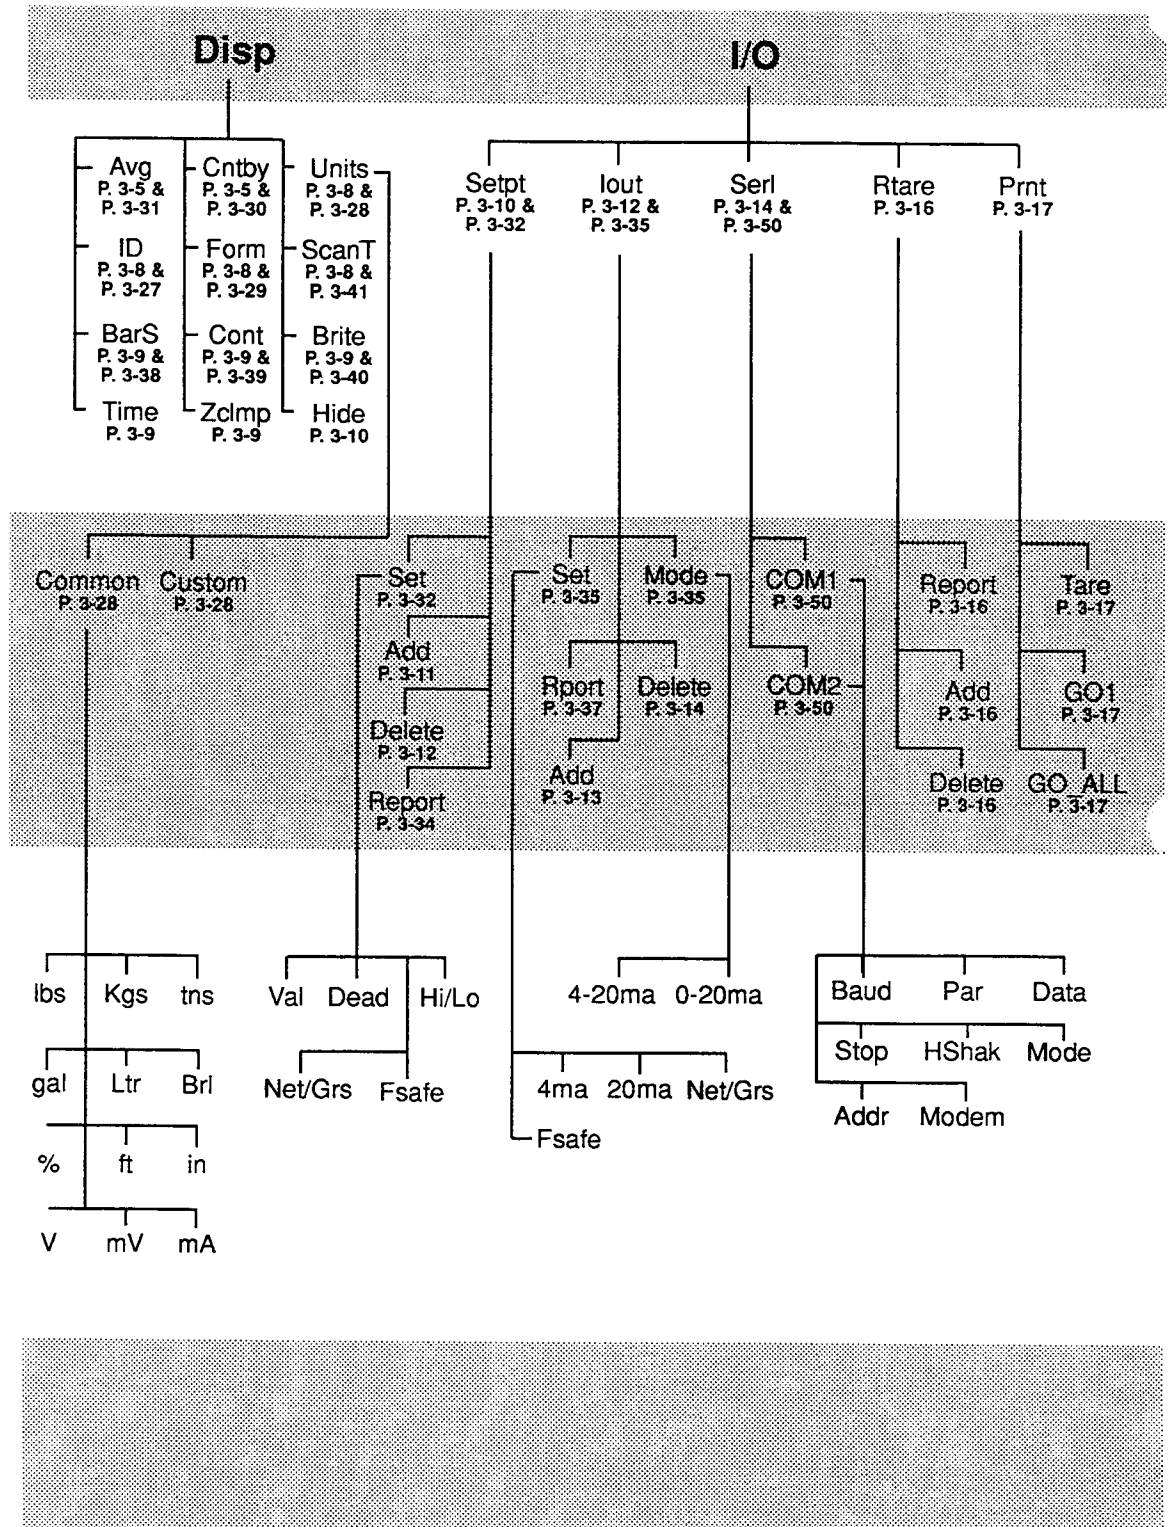 Disp
I/O
Avg
P. 3-5 &
P. 3-31
Cntby
P. 3-5 &
P. 3-30
Units
P. 3-8 &
P. 3-28
ID
P. 3-8 &
P. 3-27
Form
P. 3-8 &
P. 3-29
ScanT
P. 3-8 &
P. 3-41
BarS
P. 3-9 &
P. 3-38
Cont
P. 3-9 &
P. 3-39
Brite
P. 3-9 &
P. 3-40
Time
P. 3-9
Zclmp
P. 3-9
Hide
P. 3-10
Setpt
P. 3-10 &
P. 3-32
Iout
P. 3-12 &
P. 3-35
Serl
P. 3-14 &
P. 3-50
Rtare
P. 3-16
Prnt
P. 3-17
Common
P. 3-28
Custom
P. 3-28
Set
P. 3-32
Add
P. 3-11
Delete
P. 3-12
Report
P. 3-34
Set
P. 3-35
Mode
P. 3-35
Rport
P. 3-37
Delete
P. 3-14
Add
P. 3-13
COM1
P. 3-50
COM2
P. 3-50
Report
P. 3-16
Add
P. 3-16
Delete
P. 3-16
Tare
P. 3-17
GO1
P. 3-17
GO_ALL
P. 3-17
lbs Kgs tns
gal Ltr Brl
% ft in
V mV mA
Val Dead Hi/Lo
Net/Grs Fsafe
4-20ma 0-20ma
4ma 20ma Net/Grs
Fsafe
Baud Par Data
Stop HShak Mode
Addr Modem